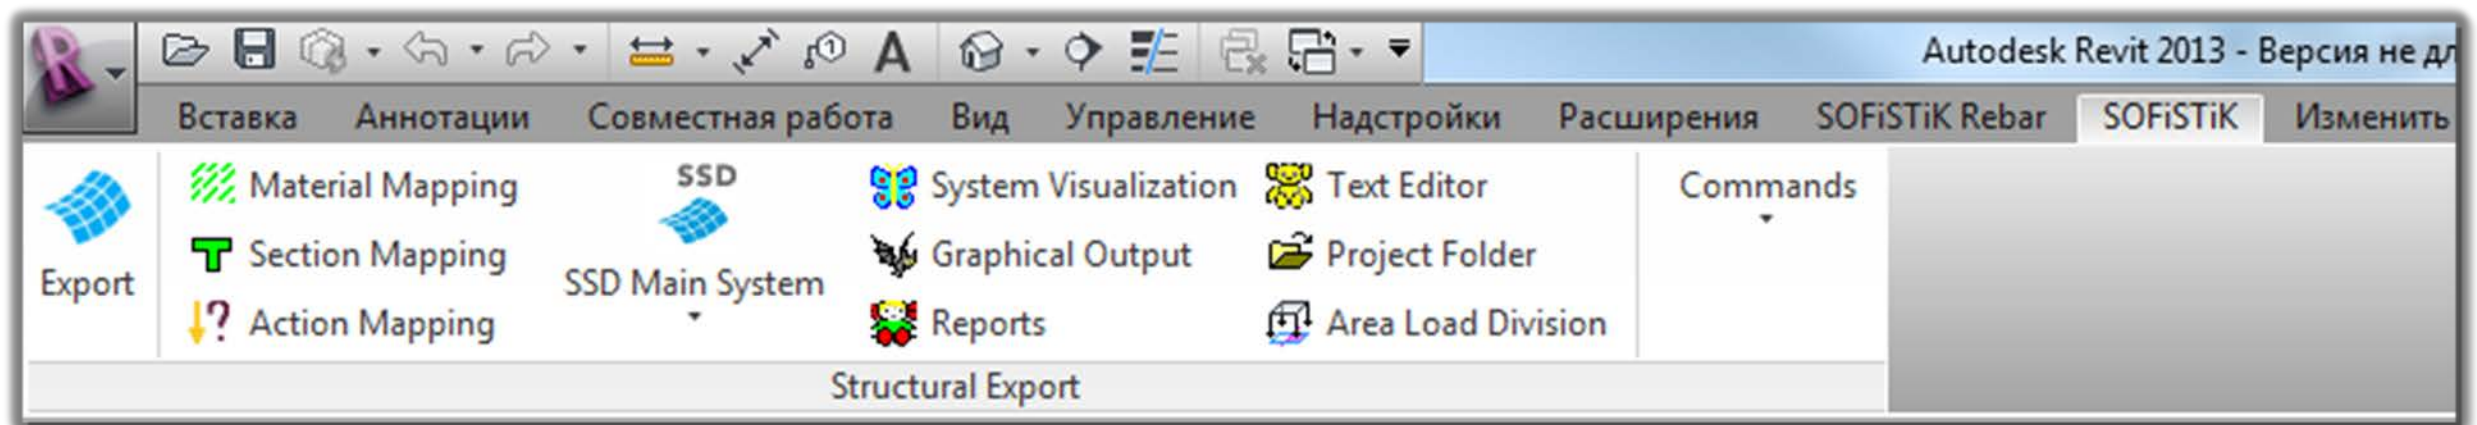 Autodesk Revit 2013 - Версия не дл
Вставка Аннотации Совместная работа Вид Управление Надстройки Расширения SOFiSTiK Rebar SOFiSTiK Изменить
Export
Material Mapping
Section Mapping
Action Mapping
SSD
SSD Main System
System Visualization
Graphical Output
Reports
Text Editor
Project Folder
Area Load Division
Commands
Structural Export